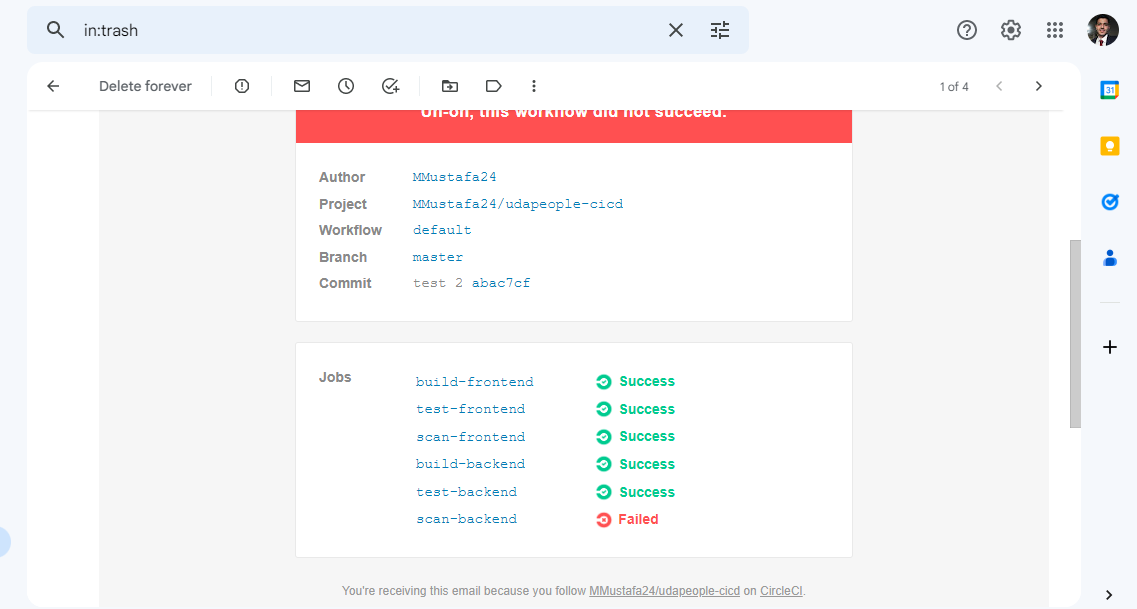 in:trash
Delete forever
1 of 4
31
Uh-oh, this workflow did not succeed.
Author MMustafa24
Project MMustafa24/udapeople-cicd
Workflow default
Branch master
Commit test 2 abac7cf
Jobs
build-frontend Success
test-frontend Success
scan-frontend Success
build-backend Success
test-backend Success
scan-backend Failed
You're receiving this email because you follow MMustafa24/udapeople-cicd on CircleCI.